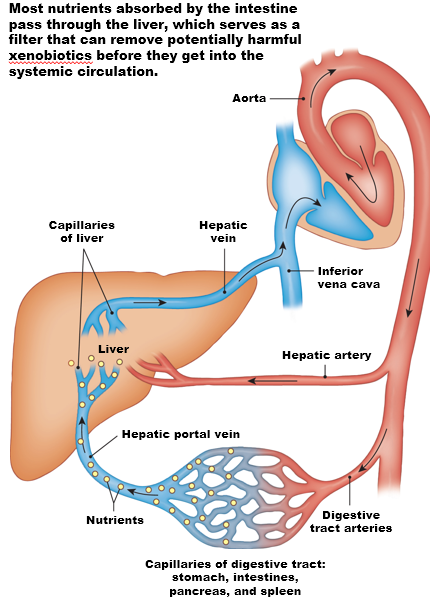 Most nutrients absorbed by the intestine
pass through the liver, which serves as a
filter that can remove potentially harmful
xenobiotics before they get into the
systemic circulation.
Aorta
Capillaries
of liver
Hepatic
vein
Inferior
vena cava
Liver
Hepatic artery
Hepatic portal vein
Nutrients
Digestive
tract arteries
Capillaries of digestive tract:
stomach, intestines,
pancreas, and spleen